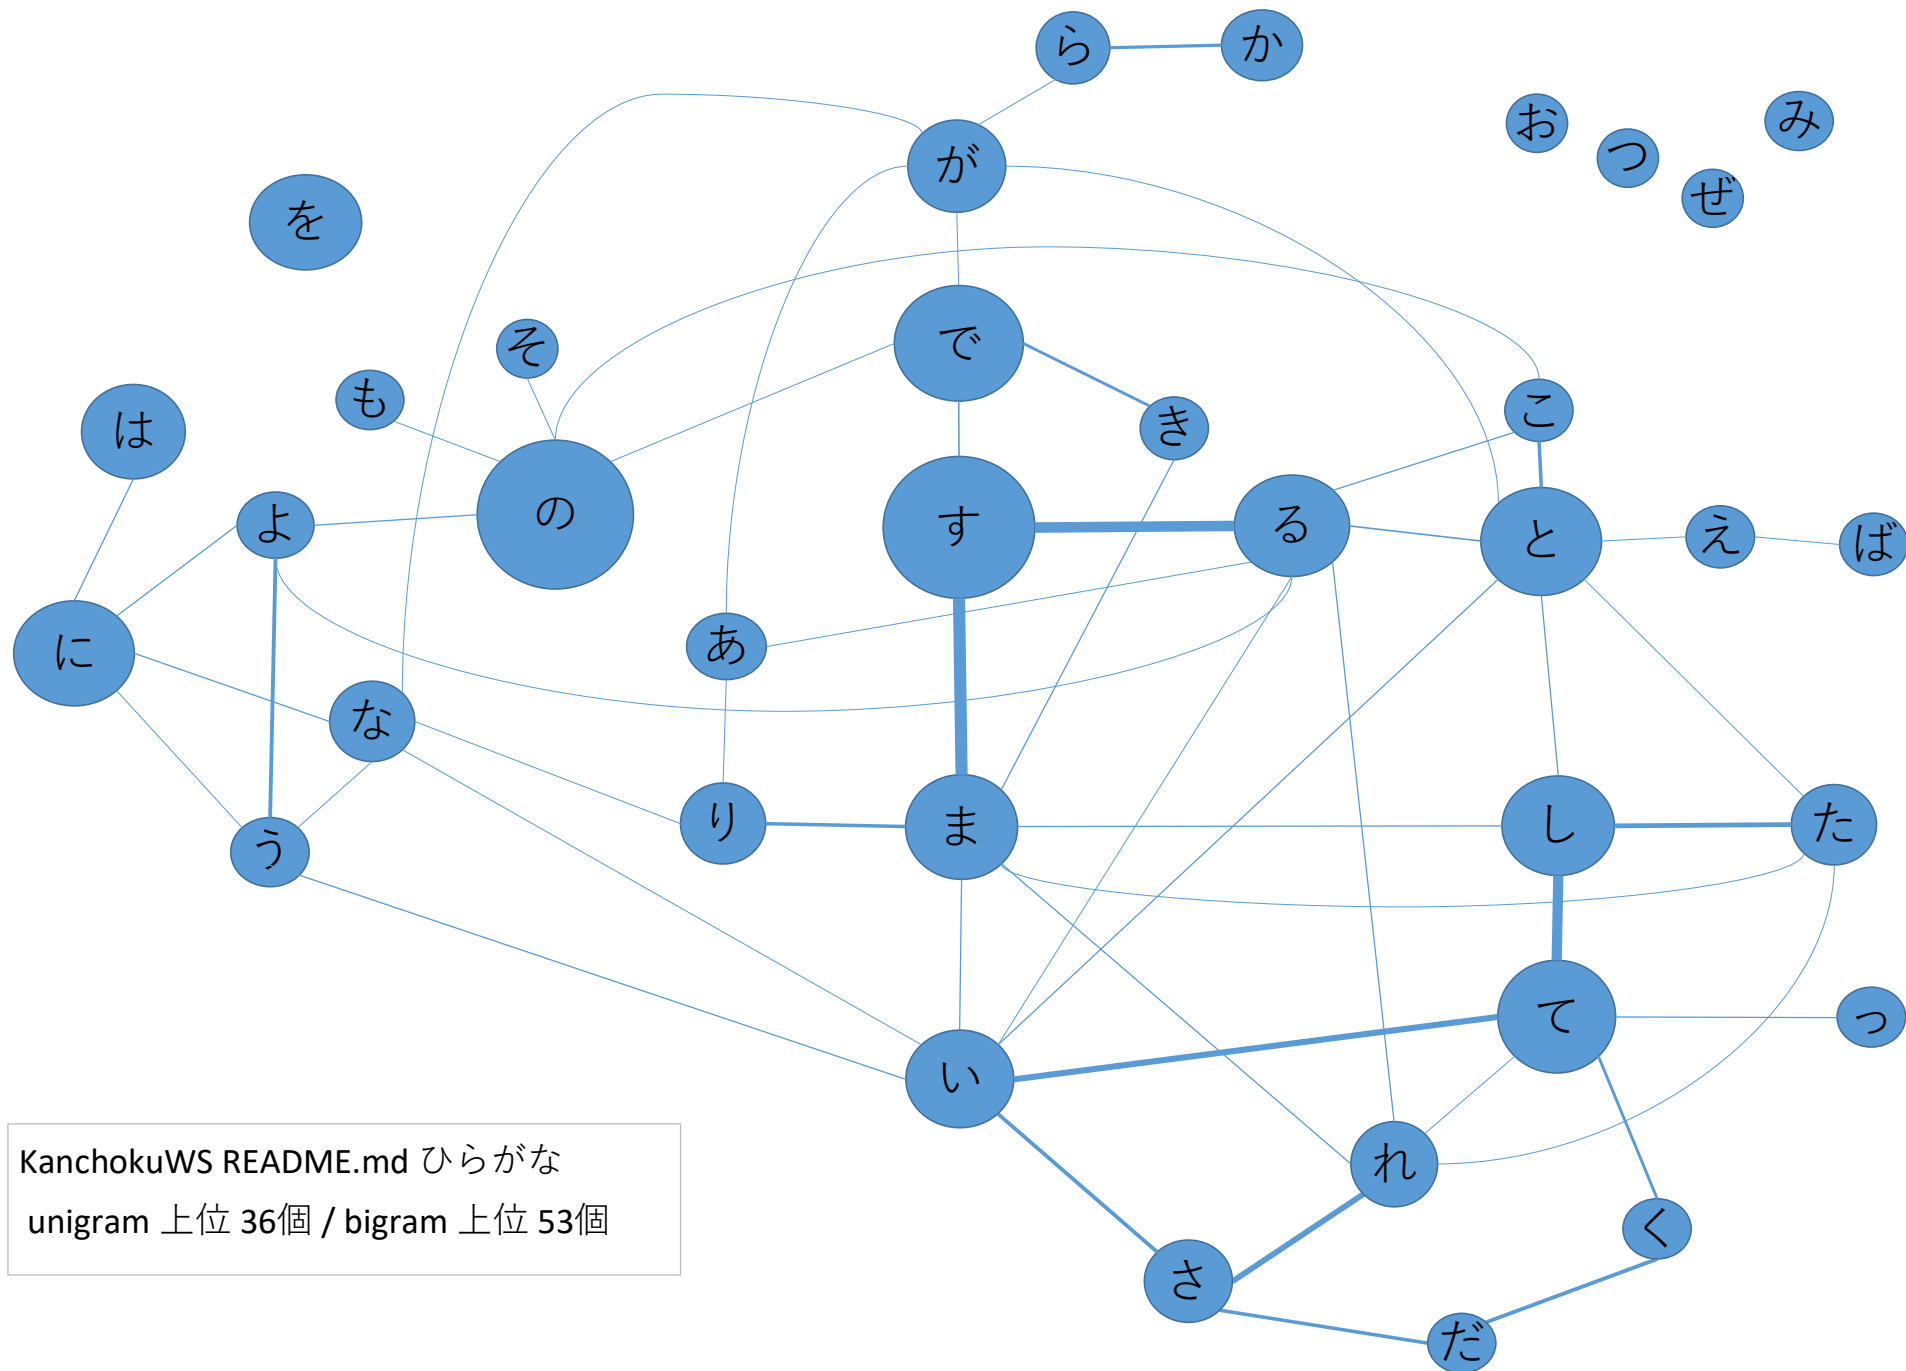 ら
か
お
み
つ
が
ぜ
を
で
そ
も
こ
き
は
の
よ
す
る
と
え
ば
あ
に
な
り
ま
し
た
う
て
っ
い
KanchokuWS README.md ひらがな
れ
unigram 上位 36個 / bigram 上位 53個
く
さ
だ